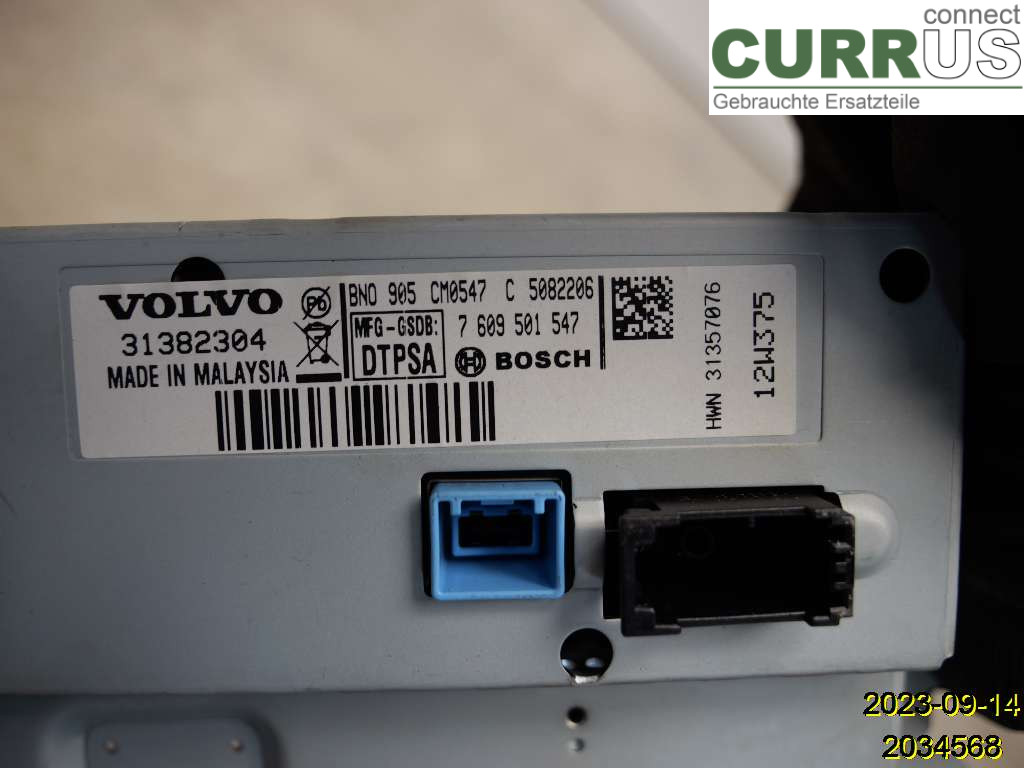 connect
CURRUS
Gebrauchte Ersatzteile
VOLVO
Pb
31382304
MADE IN MALAYSIA
BNO 905 CM0547 C 5082206
MFG-GSDB:
DTPSA
7 609 501 547
BOSCH
HWN 31357076
12W375
2023-09-14
2034568